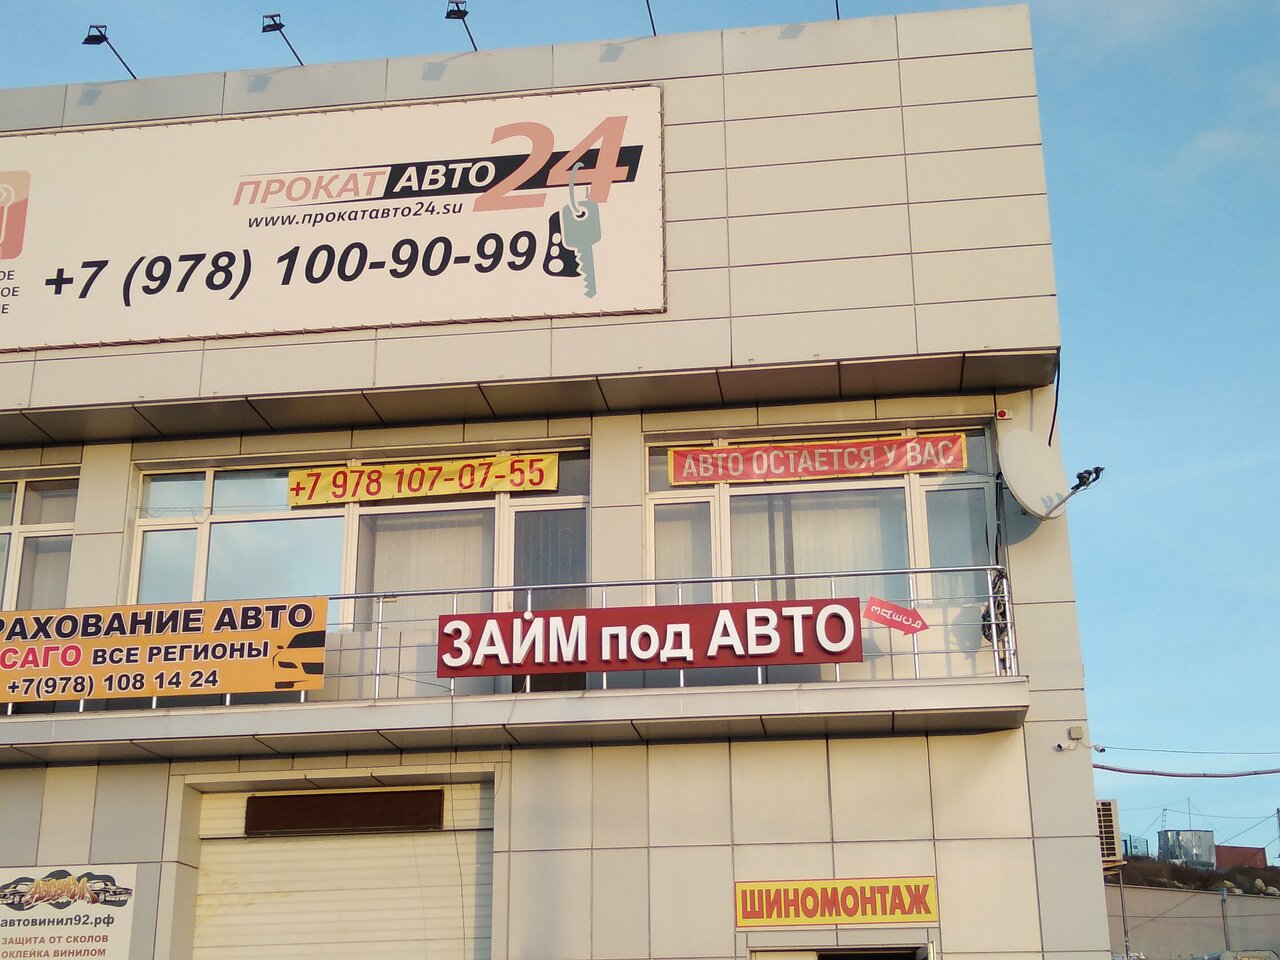 ПРОКАТ АВТО 24
www.прокатавто24.su
+7 (978) 100-90-99
+7 978 107-07-55
АВТО ОСТАЕТСЯ У ВАС
РАХОВАНИЕ АВТО
САГО ВСЕ РЕГИОНЫ
+7(978) 108 14 24
ЗАЙМ под АВТО
ЗДЕСЬ
АВТОВИНИЛ
автовинил92.рф
ЗАЩИТА ОТ СКОЛОВ
ОКЛЕЙКА ВИНИЛОМ
ШИНОМОНТАЖ